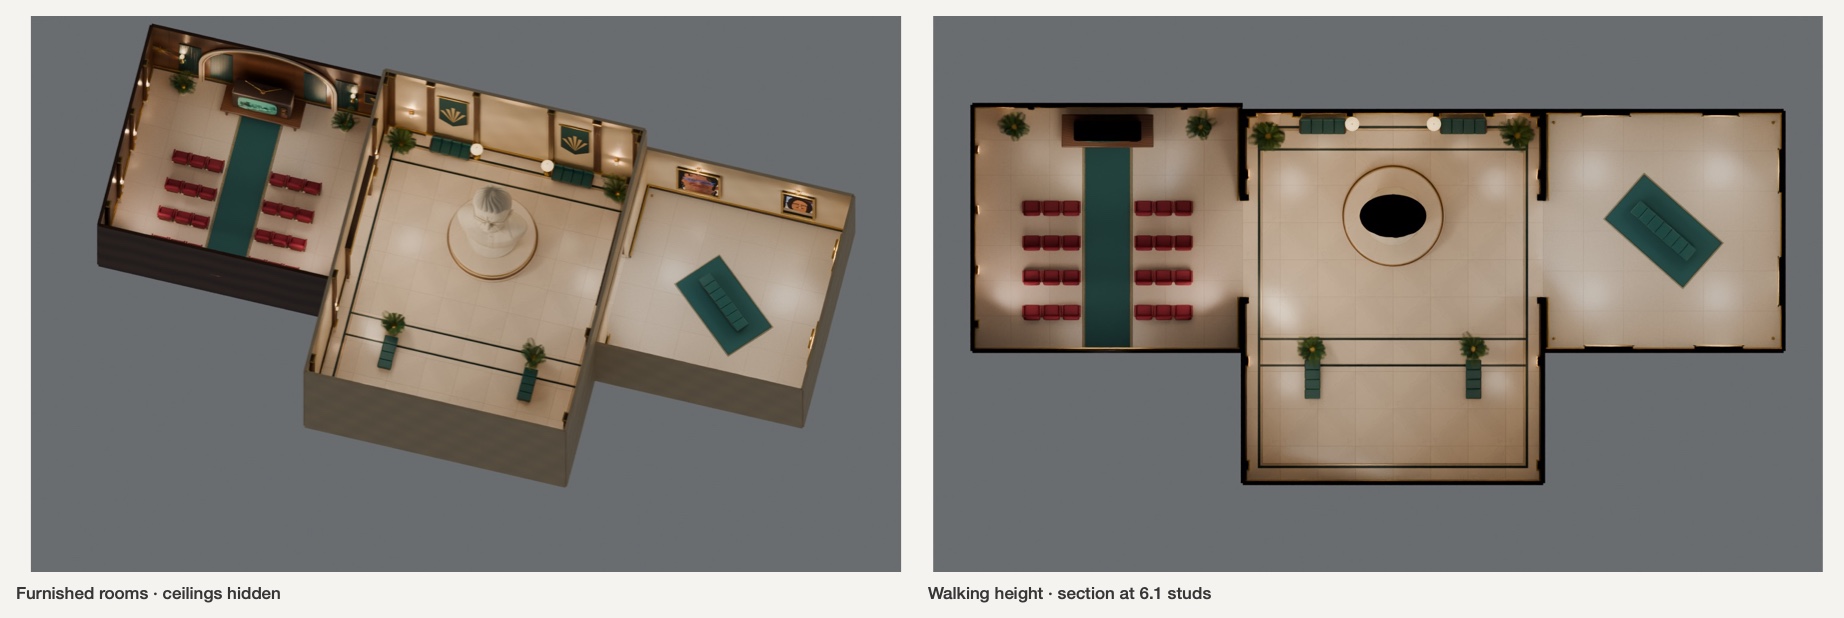 Furnished rooms · ceilings hidden
Walking height · section at 6.1 studs